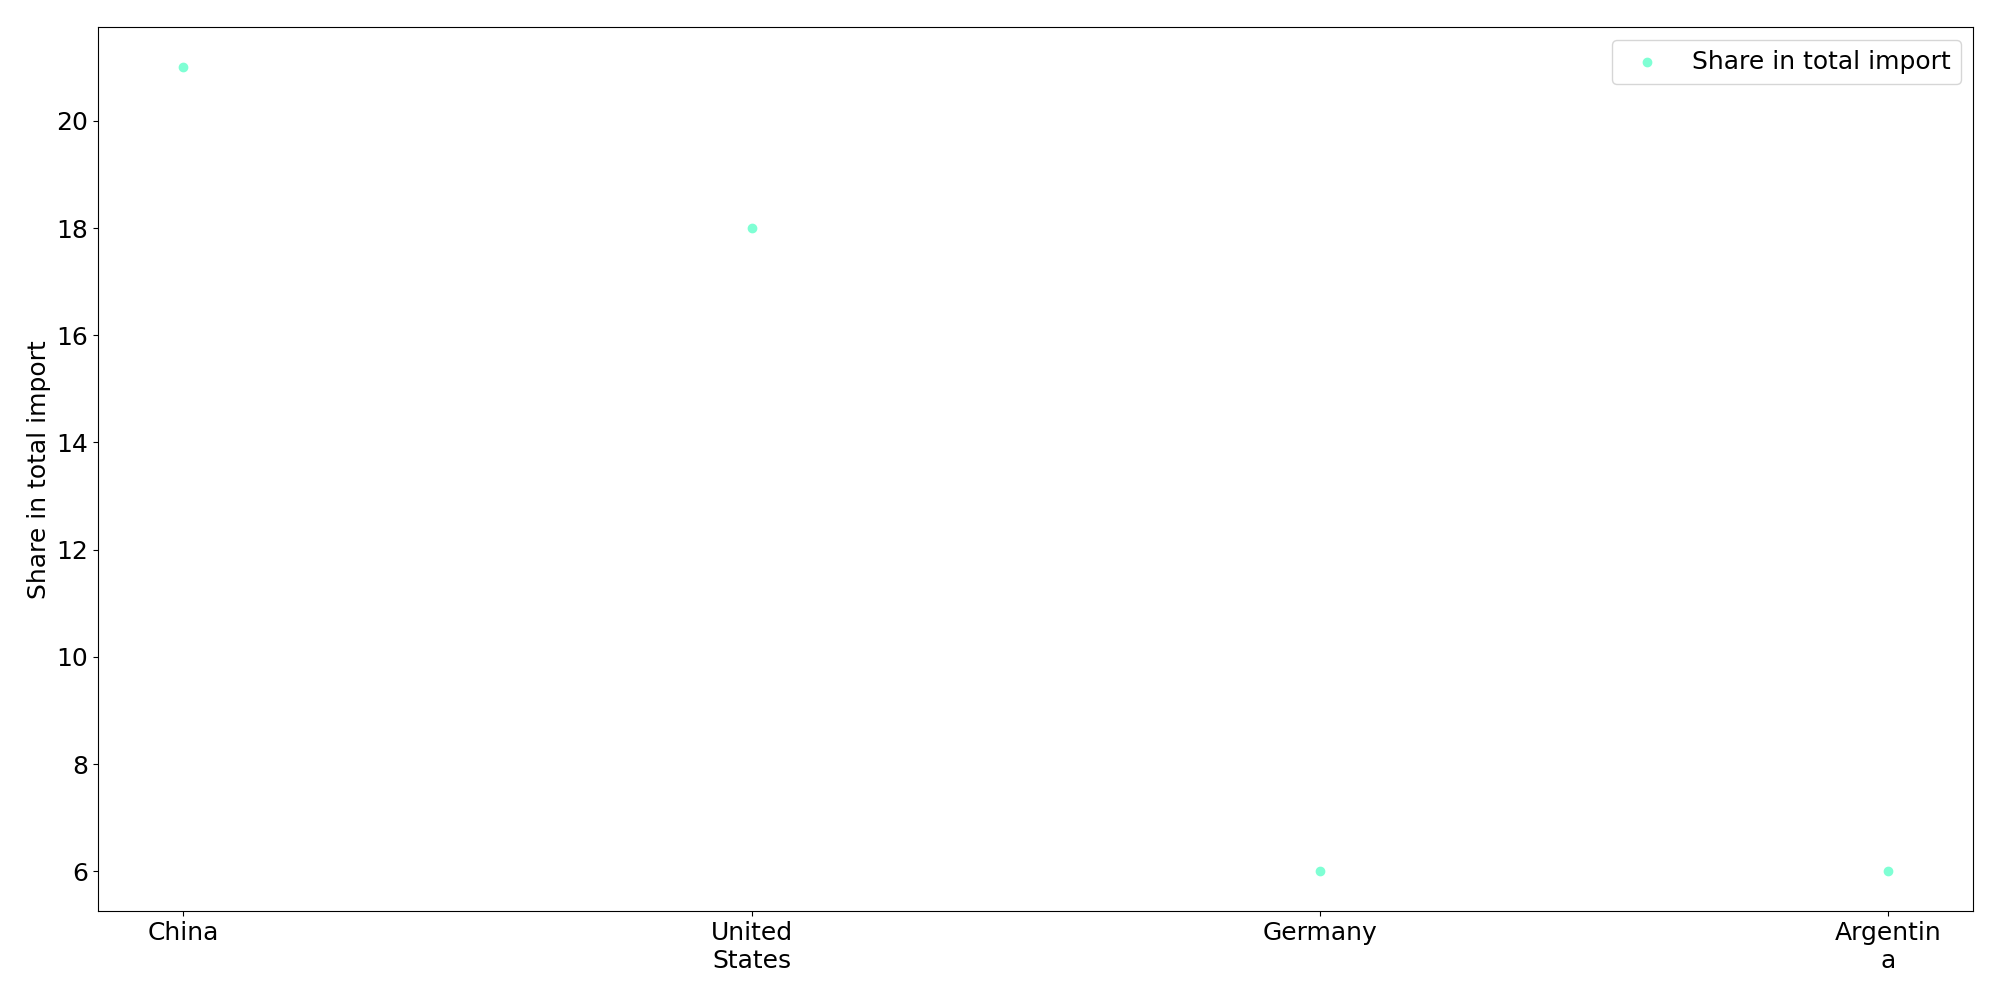 Share in total import
20
18
16
14
12
10
8
6
Share in total import
China
United
States
Germany
Argentin
a